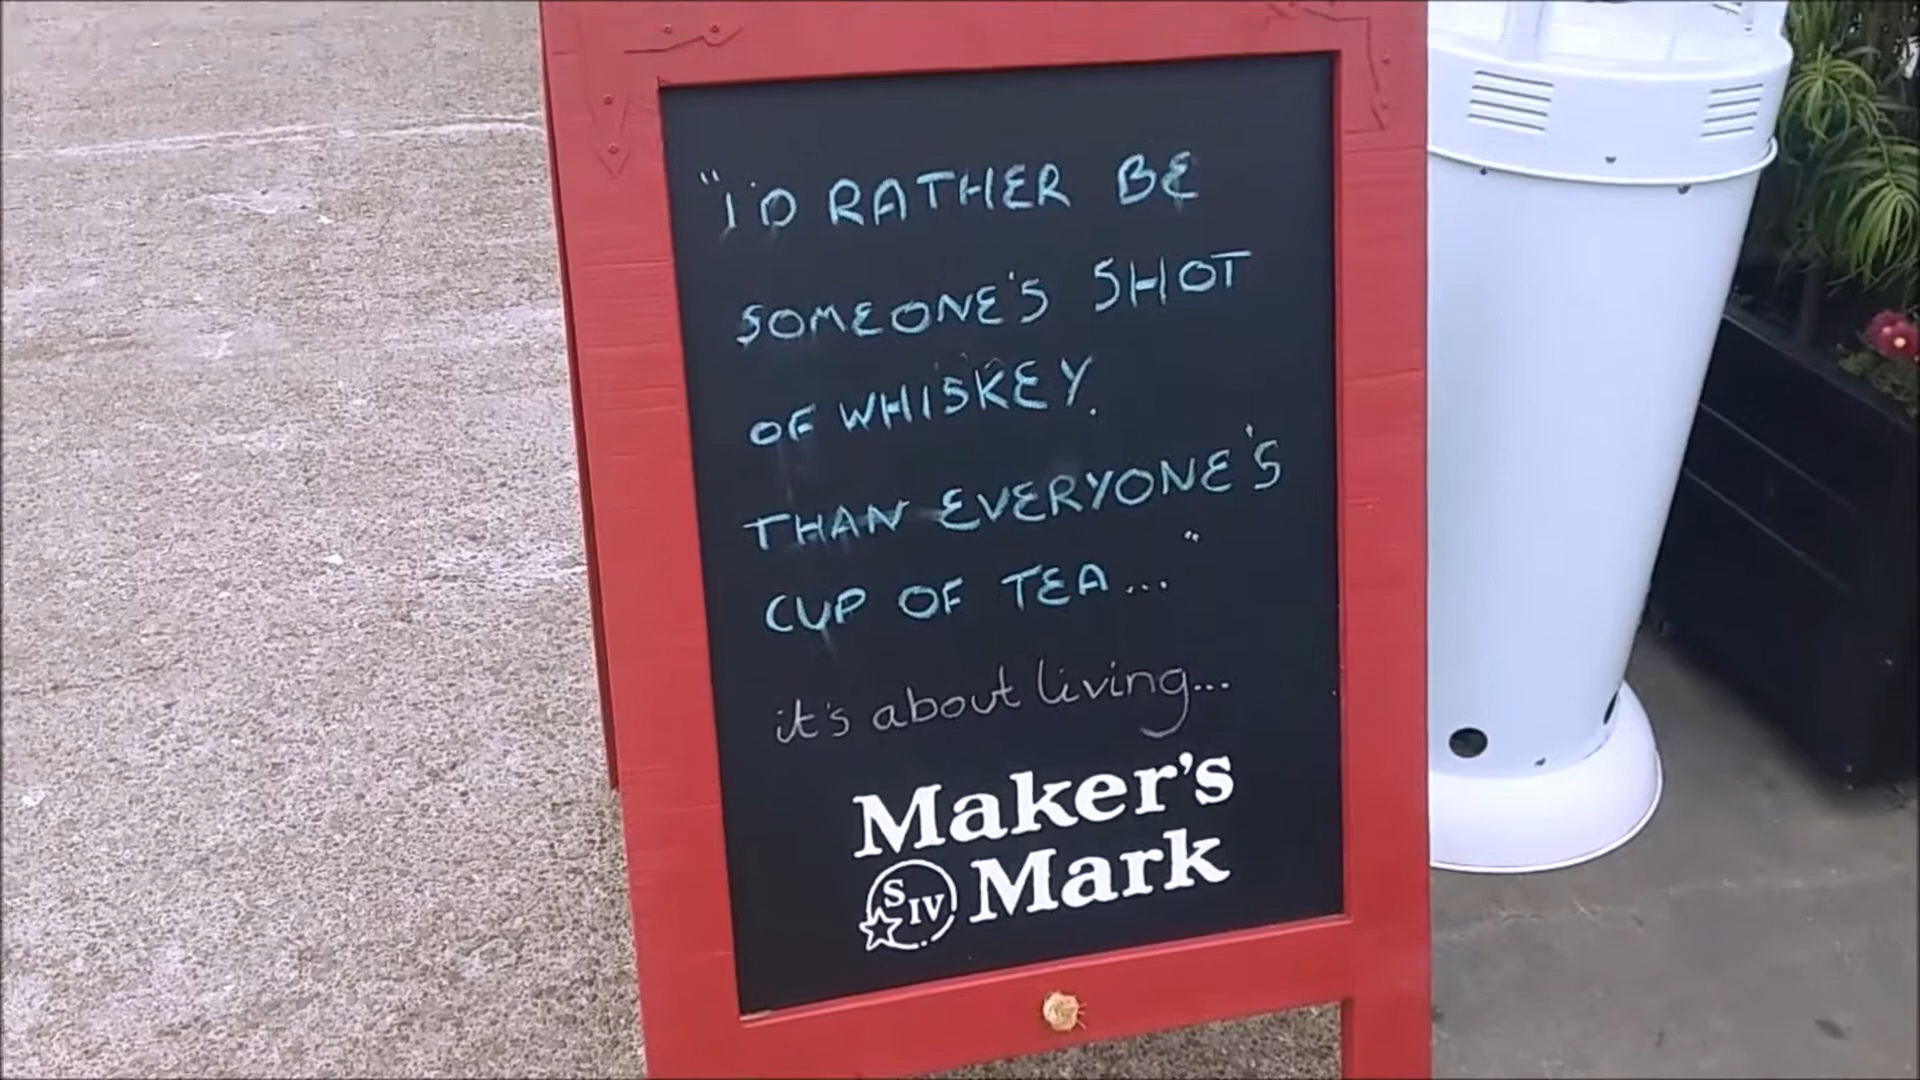 "I'D RATHER BE
SOMEONE'S SHOT
OF WHISKEY.
THAN EVERYONE'S
CUP OF TEA..."
it's about living...
Maker's
S IV Mark